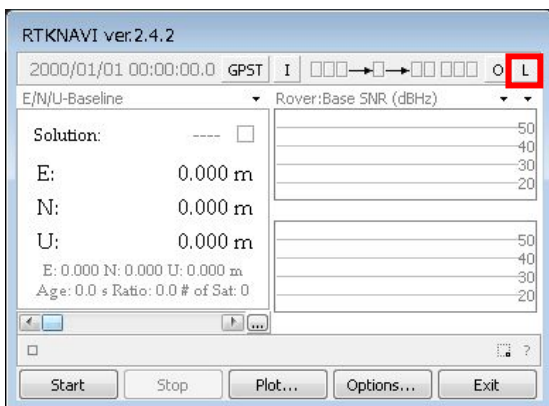 RTKNAVI ver.2.4.2
2000/01/01 00:00:00.0 GPST I O L
E/N/U-Baseline
Rover:Base SNR (dBHz)
Solution: ----
E: 0.000 m
N: 0.000 m
U: 0.000 m
E: 0.000 N: 0.000 U: 0.000 m
Age: 0.0 s Ratio: 0.0 # of Sat: 0
50
40
30
20
50
40
30
20
...
?
Start Stop Plot... Options... Exit